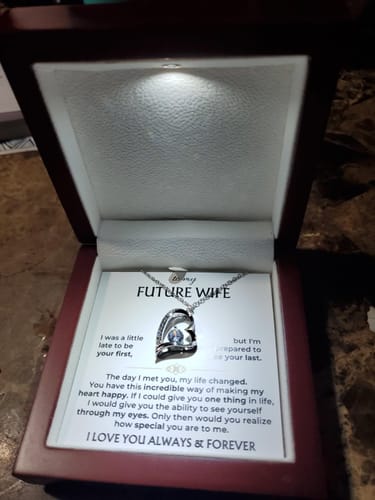 to my
FUTURE WIFE
I was a little but I'm
late to be prepared to
your first, be your last.
The day I met you, my life changed.
You have this incredible way of making my
heart happy. If I could give you one thing in life,
I would give you the ability to see yourself
through my eyes. Only then would you realize
how special you are to me.
I LOVE YOU ALWAYS & FOREVER